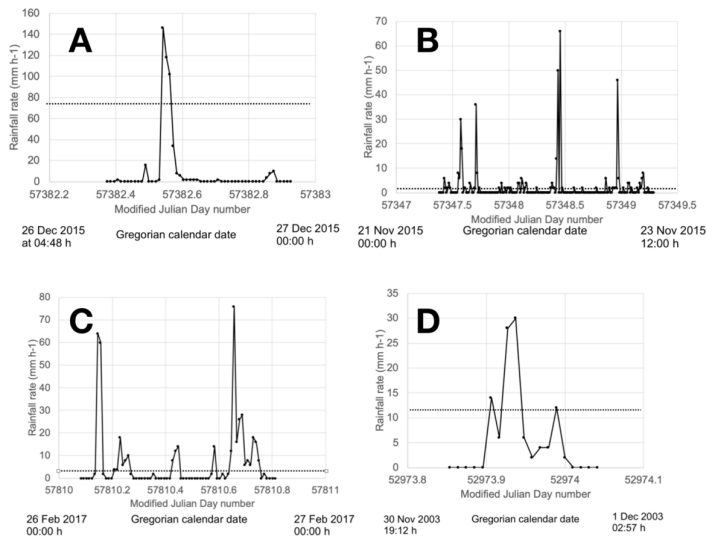 A
Rainfall rate (mm h-1)
160
140
120
100
80
60
40
20
0
57382.2 57382.4 57382.6 57382.8 57383
Modified Julian Day number
26 Dec 2015 Gregorian calendar date 27 Dec 2015
at 04:48 h 00:00 h
B
Rainfall rate (mm h-1)
70
60
50
40
30
20
10
0
57347 57347.5 57348 57348.5 57349 57349.5
Modified Julian Day number
21 Nov 2015 Gregorian calendar date 23 Nov 2015
00:00 h 12:00 h
C
Rainfall rate (mm h-1)
80
70
60
50
40
30
20
10
0
57810 57810.2 57810.4 57810.6 57810.8 57811
Modified Julian Day number
26 Feb 2017 Gregorian calendar date 27 Feb 2017
00:00 h 00:00 h
D
Rainfall rate (mm h-1)
35
30
25
20
15
10
5
0
52973.8 52973.9 52974 52974.1
Modified Julian Day number
30 Nov 2003 Gregorian calendar date 1 Dec 2003
19:12 h 02:57 h